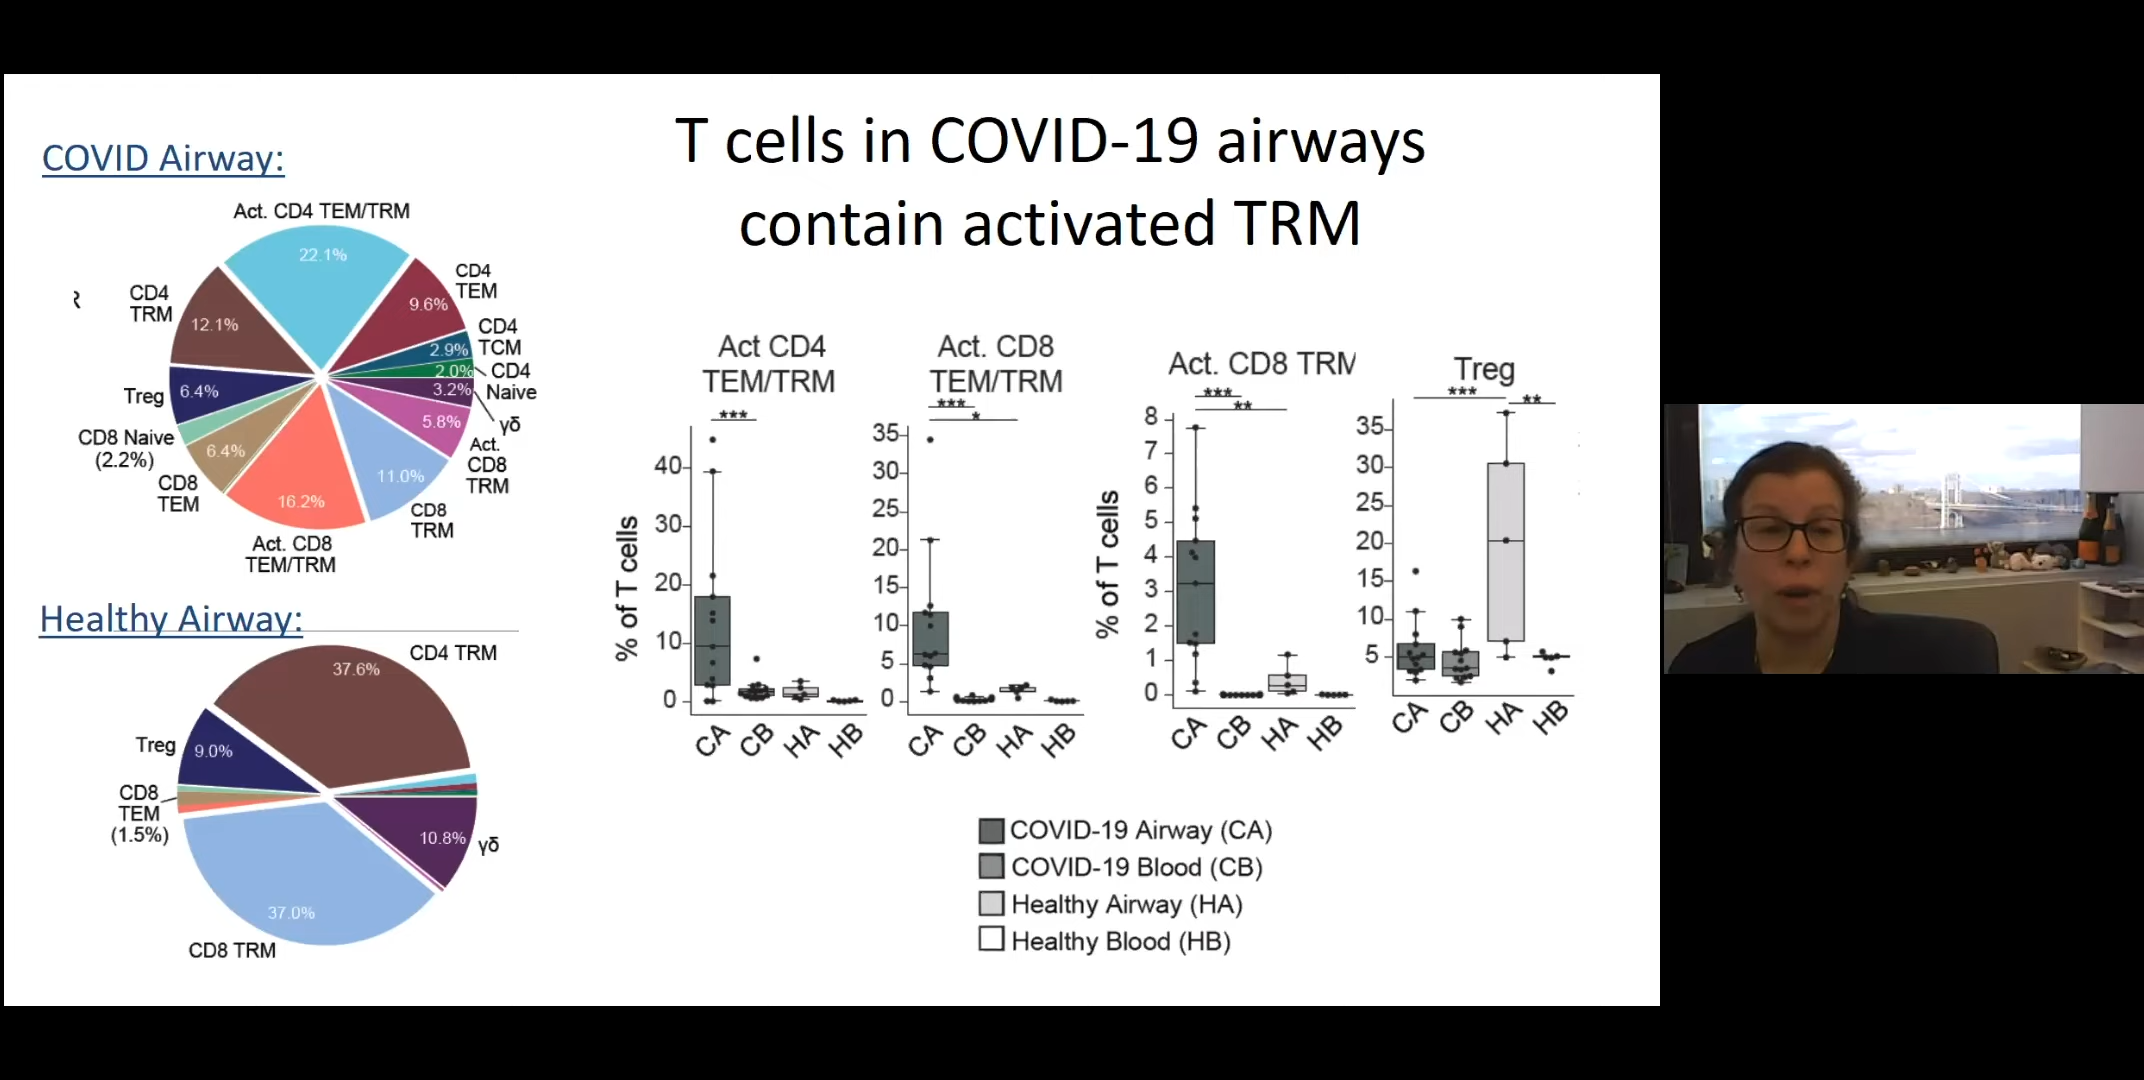 T cells in COVID-19 airways
contain activated TRM
COVID Airway:
Act. CD4 TEM/TRM
22.1%
CD4
TEM
9.6%
CD4
TCM
2.9%
CD4
Naive
2.0%
γδ
3.2%
Act.
CD8
TRM
5.8%
CD8
TRM
11.0%
Act. CD8
TEM/TRM
16.2%
CD8
TEM
6.4%
CD8 Naive
(2.2%)
Treg
6.4%
CD4
TRM
12.1%
R
Healthy Airway:
CD4 TRM
37.6%
Treg
9.0%
CD8
TEM
(1.5%)
10.8%
γδ
37.0%
CD8 TRM
Act CD4
TEM/TRM
***
% of T cells
40
30
20
10
0
CA
CB
HA
HB
Act. CD8
TEM/TRM
***
*
35
30
25
20
15
10
5
0
CA
CB
HA
HB
Act. CD8 TRM
***
**
% of T cells
8
7
6
5
4
3
2
1
0
CA
CB
HA
HB
Treg
***
**
35
30
25
20
15
10
5
CA
CB
HA
HB
COVID-19 Airway (CA)
COVID-19 Blood (CB)
Healthy Airway (HA)
Healthy Blood (HB)